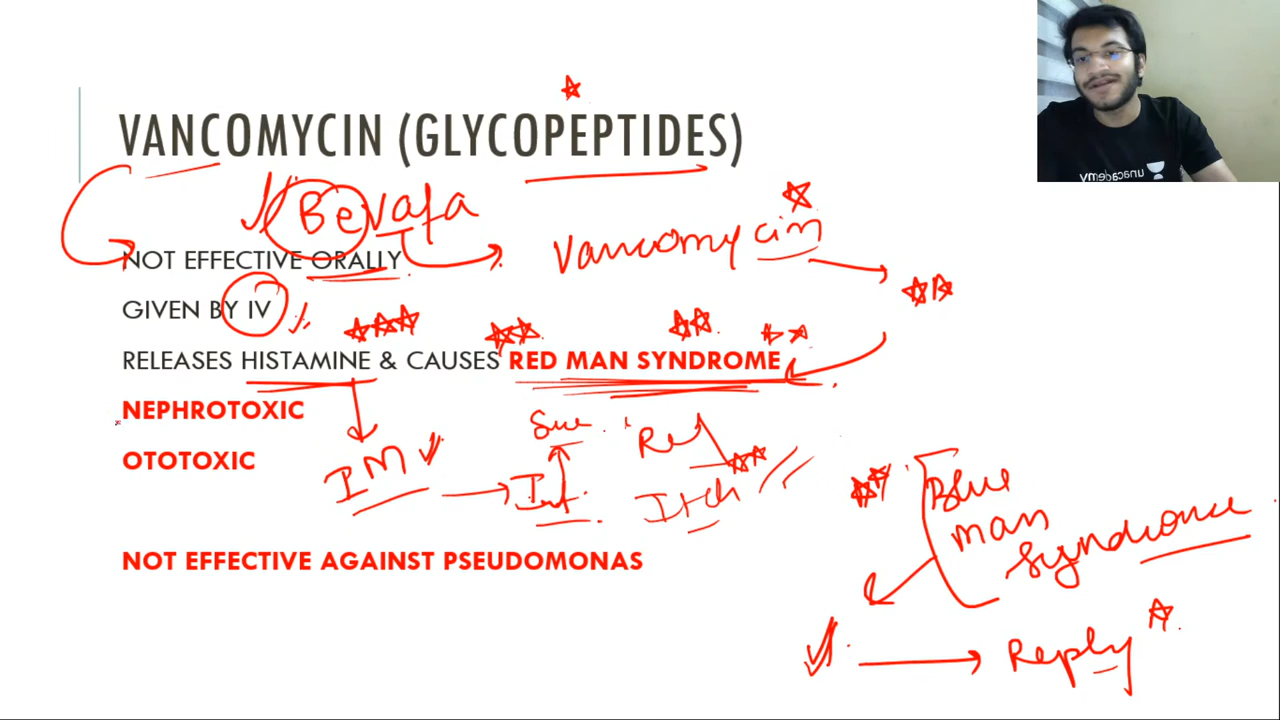 VANCOMYCIN (GLYCOPEPTIDES)
Bevafa
Vancomycin
NOT EFFECTIVE ORALLY
GIVEN BY IV
RELEASES HISTAMINE & CAUSES RED MAN SYNDROME
NEPHROTOXIC
OTOTOXIC
IM
Red
Itch
Blue
man
Syndrome
NOT EFFECTIVE AGAINST PSEUDOMONAS
Reply
unacademy